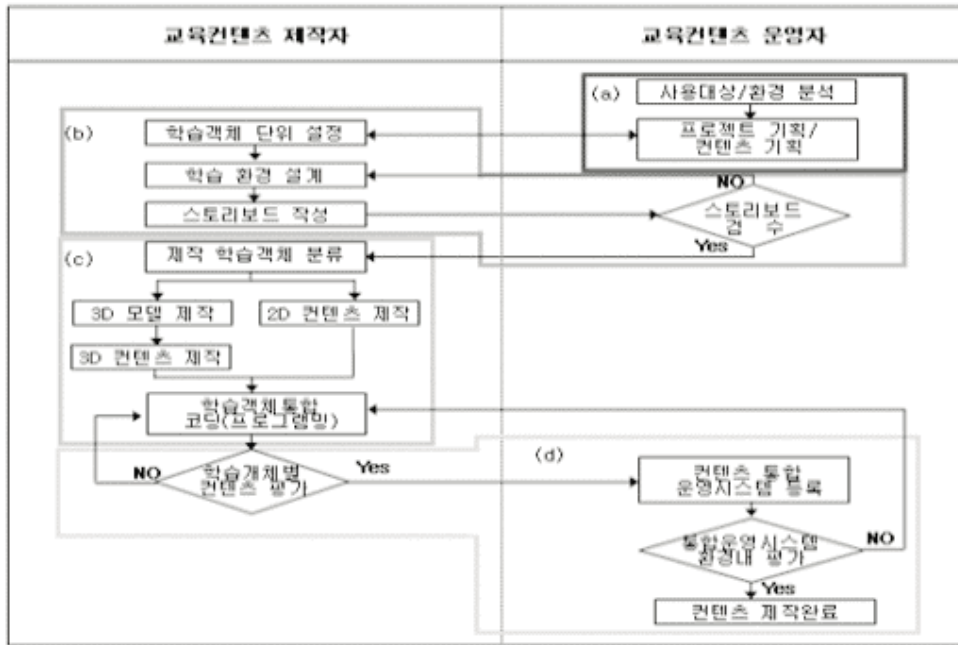 교육컨텐츠 제작자
교육컨텐츠 운영자
(a)
사용대상/환경 분석
프로젝트 기획/
컨텐츠 기획
(b)
학습객체 단위 설정
학습 환경 설계
스토리보드 작성
NO
스토리보드
검 수
Yes
(c)
제작 학습객체 분류
3D 모델 제작
2D 컨텐츠 제작
3D 컨텐츠 제작
학습객체통합
코딩(프로그램밍)
NO
학습개체별
컨텐츠 평가
Yes
(d)
컨텐츠 통합
운영시스템 등록
통합운영시스템
환경내 평가
NO
Yes
컨텐츠 제작완료